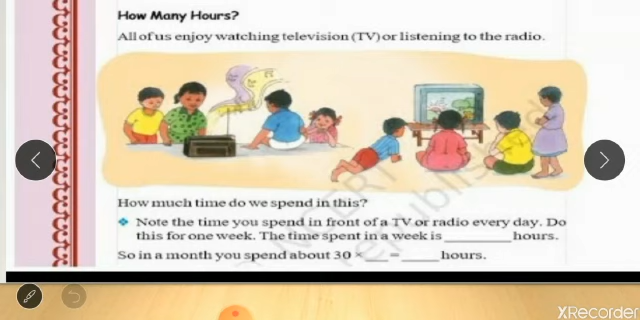 How Many Hours?
All of us enjoy watching television (TV) or listening to the radio.
How much time do we spend in this?
❖ Note the time you spend in front of a TV or radio every day. Do
this for one week. The time spent in a week is ________ hours.
So in a month you spend about 30 × ___ = _____ hours.
XRecorder